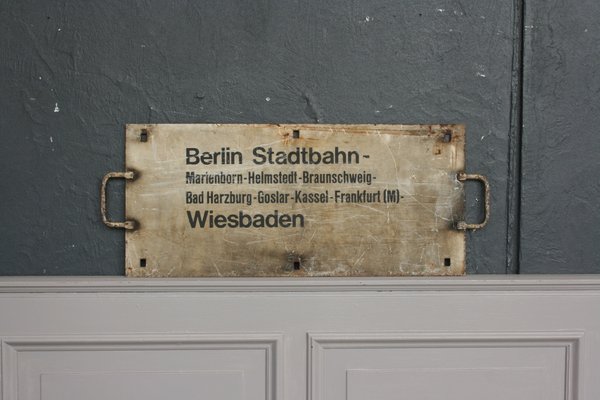 Berlin Stadtbahn-
Marienborn-Helmstedt-Braunschweig-
Bad Harzburg-Goslar-Kassel-Frankfurt (M)-
Wiesbaden